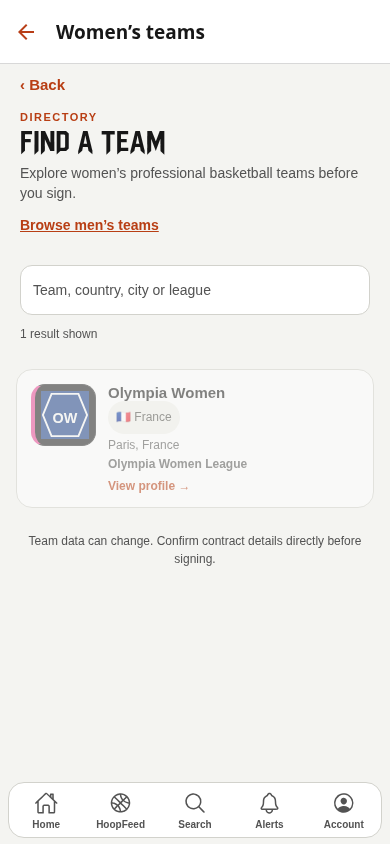 Women’s teams
‹ Back
DIRECTORY
FIND A TEAM
Explore women’s professional basketball teams before
you sign.
Browse men’s teams
Team, country, city or league
1 result shown
OW
Olympia Women
France
Paris, France
Olympia Women League
View profile →
Team data can change. Confirm contract details directly before
signing.
Home HoopFeed Search Alerts Account